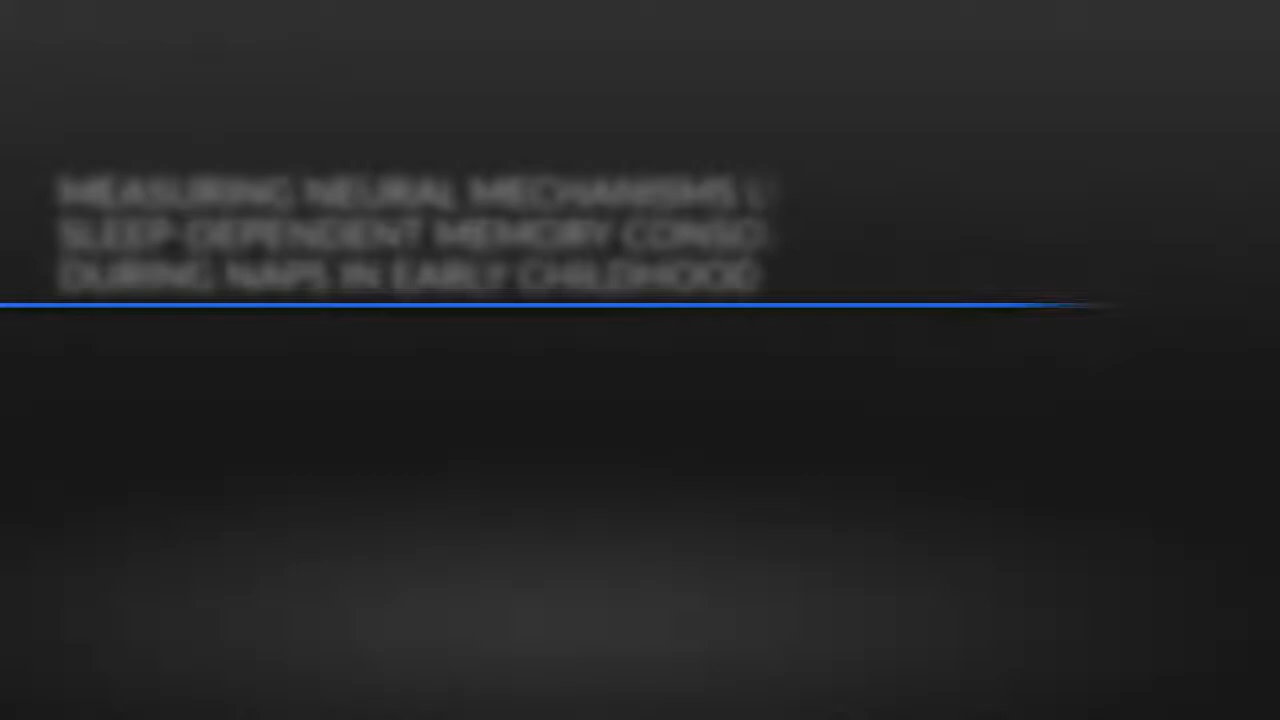 MEASURING NEURAL MECHANISMS
SLEEP-DEPENDENT MEMORY
DURING NAPS IN EARLY CHILDHOOD